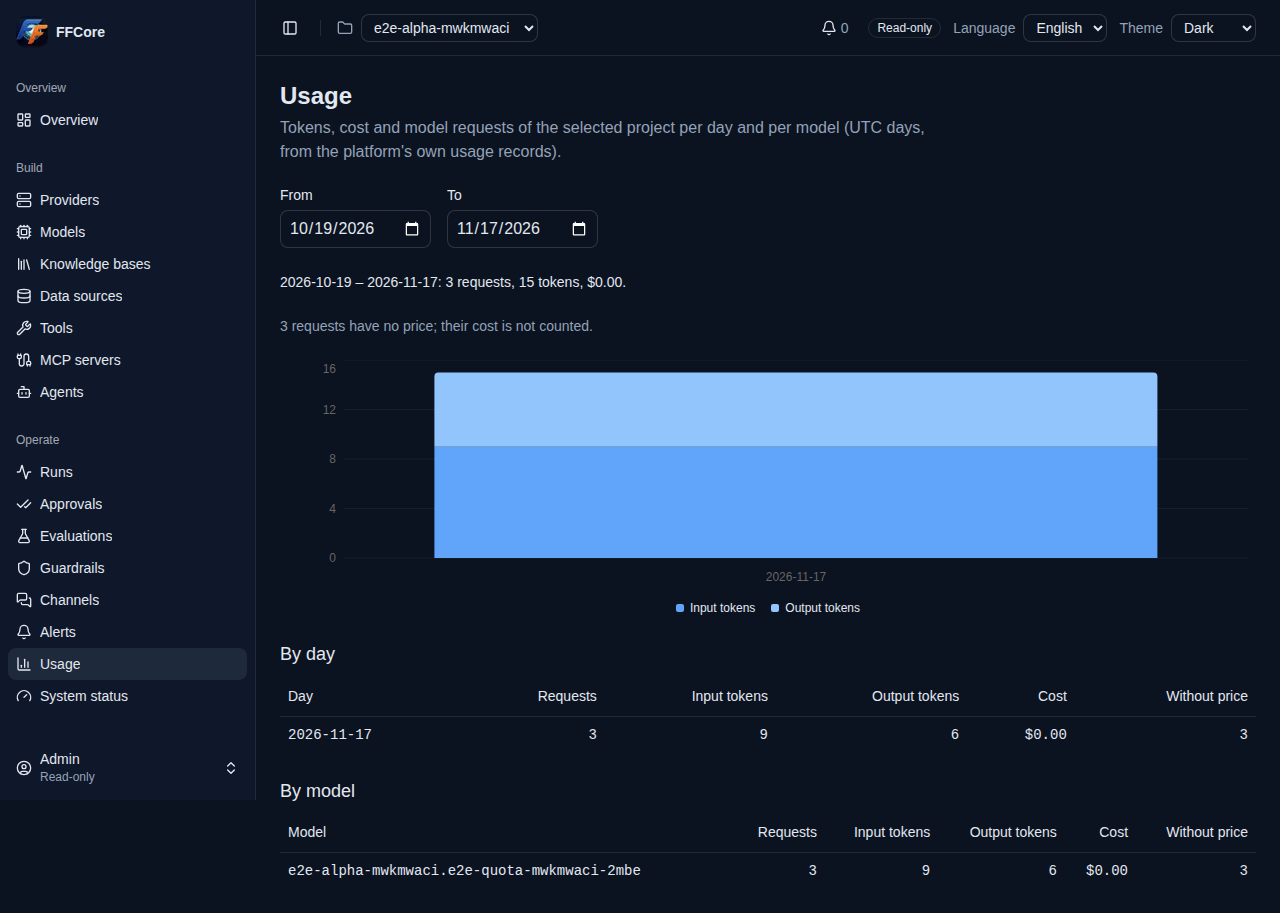 FFCore
e2e-alpha-mwkmwaci
0
Read-only
Language
English
Theme
Dark
Overview
Overview
Build
Providers
Models
Knowledge bases
Data sources
Tools
MCP servers
Agents
Operate
Runs
Approvals
Evaluations
Guardrails
Channels
Alerts
Usage
System status
Admin
Read-only
Usage
Tokens, cost and model requests of the selected project per day and per model (UTC days,
from the platform's own usage records).
From To
10/19/2026 11/17/2026
2026-10-19 – 2026-11-17: 3 requests, 15 tokens, $0.00.
3 requests have no price; their cost is not counted.
16
12
8
4
0
2026-11-17
Input tokens Output tokens
By day
Day Requests Input tokens Output tokens Cost Without price
2026-11-17 3 9 6 $0.00 3
By model
Model Requests Input tokens Output tokens Cost Without price
e2e-alpha-mwkmwaci.e2e-quota-mwkmwaci-2mbe 3 9 6 $0.00 3